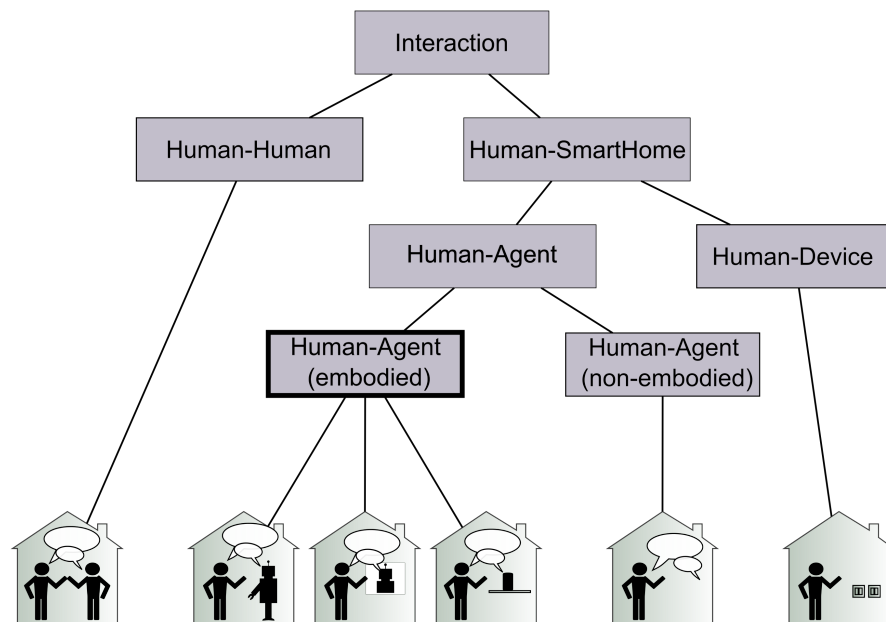 Interaction
Human-Human
Human-SmartHome
Human-Agent
Human-Device
Human-Agent
(embodied)
Human-Agent
(non-embodied)